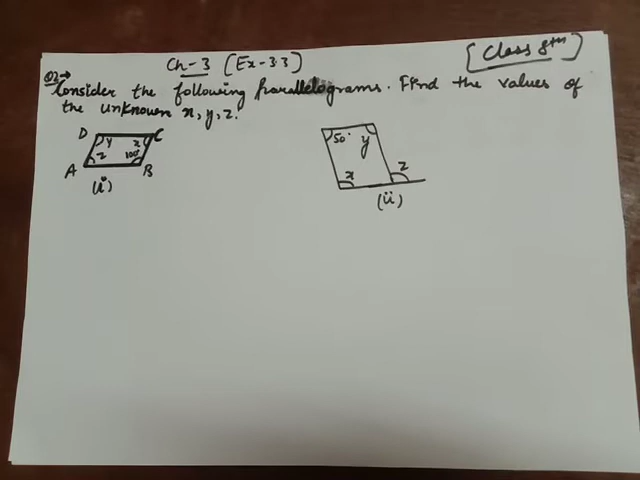 Ch-3 (Ex-3.3)
[Class 8th]
Q2→
Consider the following parallelograms. Find the values of
the unknown x, y, z.
D y x C
A z 100° B
(i)
50° y
x z
(ii)